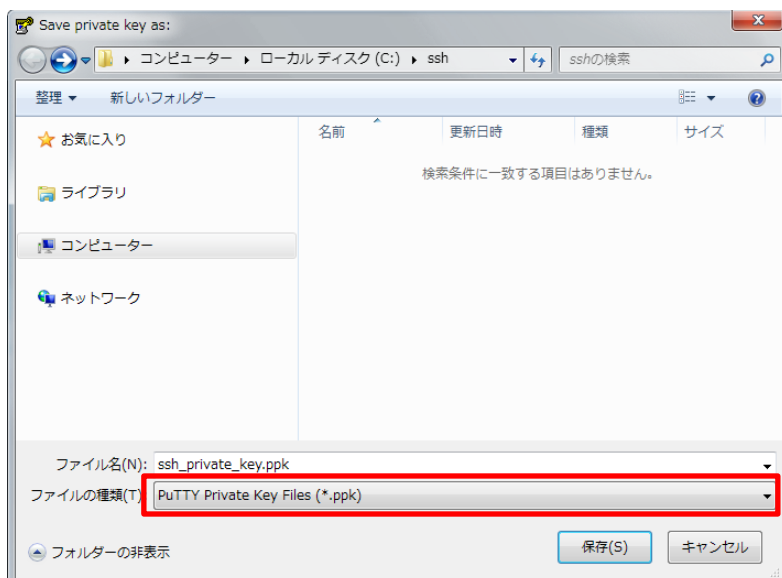 Save private key as:
コンピューター ローカル ディスク (C:) ssh sshの検索
整理 新しいフォルダー
名前 更新日時 種類 サイズ
お気に入り
検索条件に一致する項目はありません。
ライブラリ
コンピューター
ネットワーク
ファイル名(N): ssh_private_key.ppk
ファイルの種類(T) PuTTY Private Key Files (*.ppk)
フォルダーの非表示 保存(S) キャンセル